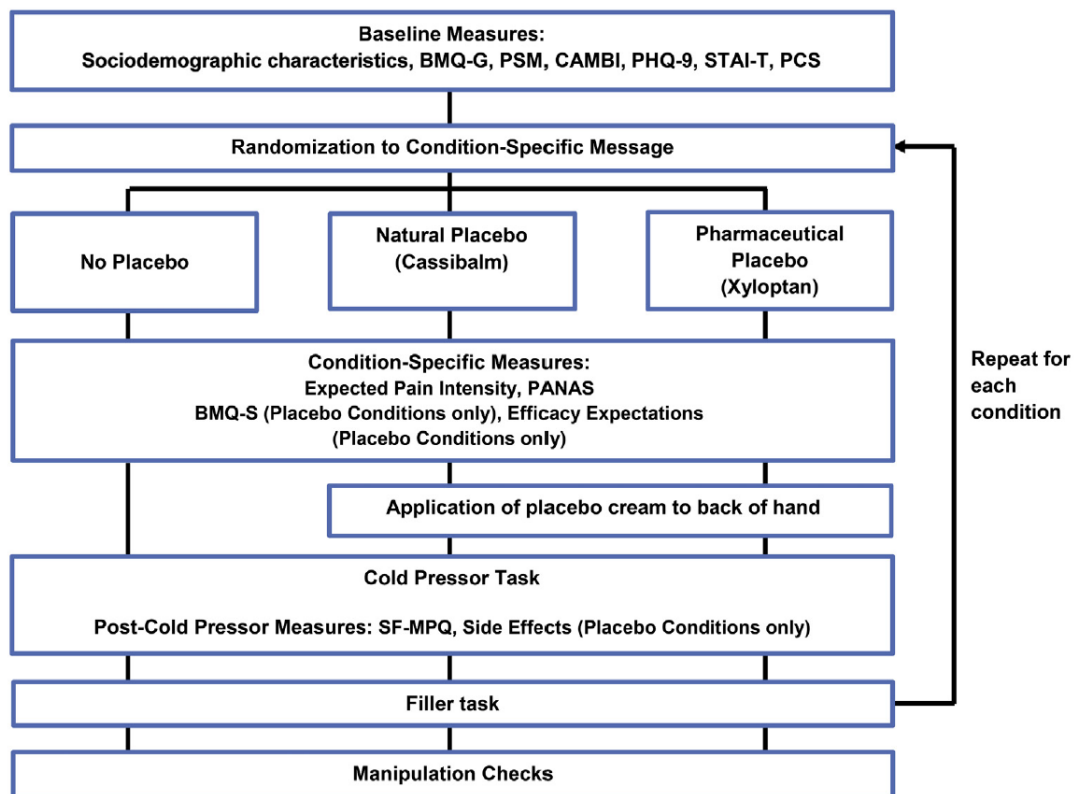 Baseline Measures:
Sociodemographic characteristics, BMQ-G, PSM, CAMBI, PHQ-9, STAI-T, PCS
Randomization to Condition-Specific Message
No Placebo
Natural Placebo
(Cassibalm)
Pharmaceutical
Placebo
(Xyloptan)
Condition-Specific Measures:
Expected Pain Intensity, PANAS
BMQ-S (Placebo Conditions only), Efficacy Expectations
(Placebo Conditions only)
Repeat for
each
condition
Application of placebo cream to back of hand
Cold Pressor Task
Post-Cold Pressor Measures: SF-MPQ, Side Effects (Placebo Conditions only)
Filler task
Manipulation Checks